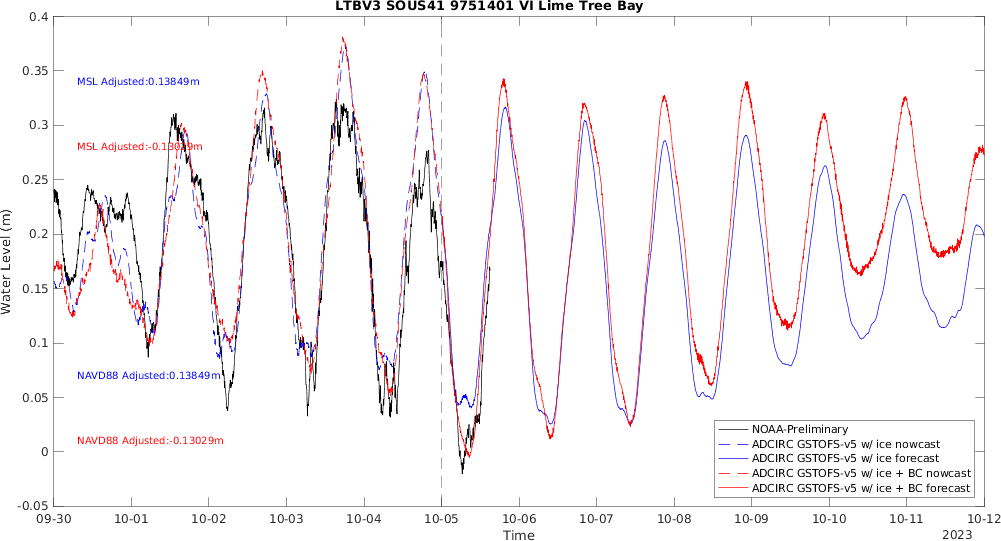 LTBV3 SOUS41 9751401 VI Lime Tree Bay
0.4
0.35
0.3
0.25
0.2
0.15
0.1
0.05
0
-0.05
Water Level (m)
MSL Adjusted:0.13849m
MSL Adjusted:-0.13029m
NAVD88 Adjusted:0.13849m
NAVD88 Adjusted:-0.13029m
NOAA-Preliminary
ADCIRC GSTOFS-v5 w/ ice nowcast
ADCIRC GSTOFS-v5 w/ ice forecast
ADCIRC GSTOFS-v5 w/ ice + BC nowcast
ADCIRC GSTOFS-v5 w/ ice + BC forecast
09-30 10-01 10-02 10-03 10-04 10-05 10-06 10-07 10-08 10-09 10-10 10-11 10-12
Time
2023